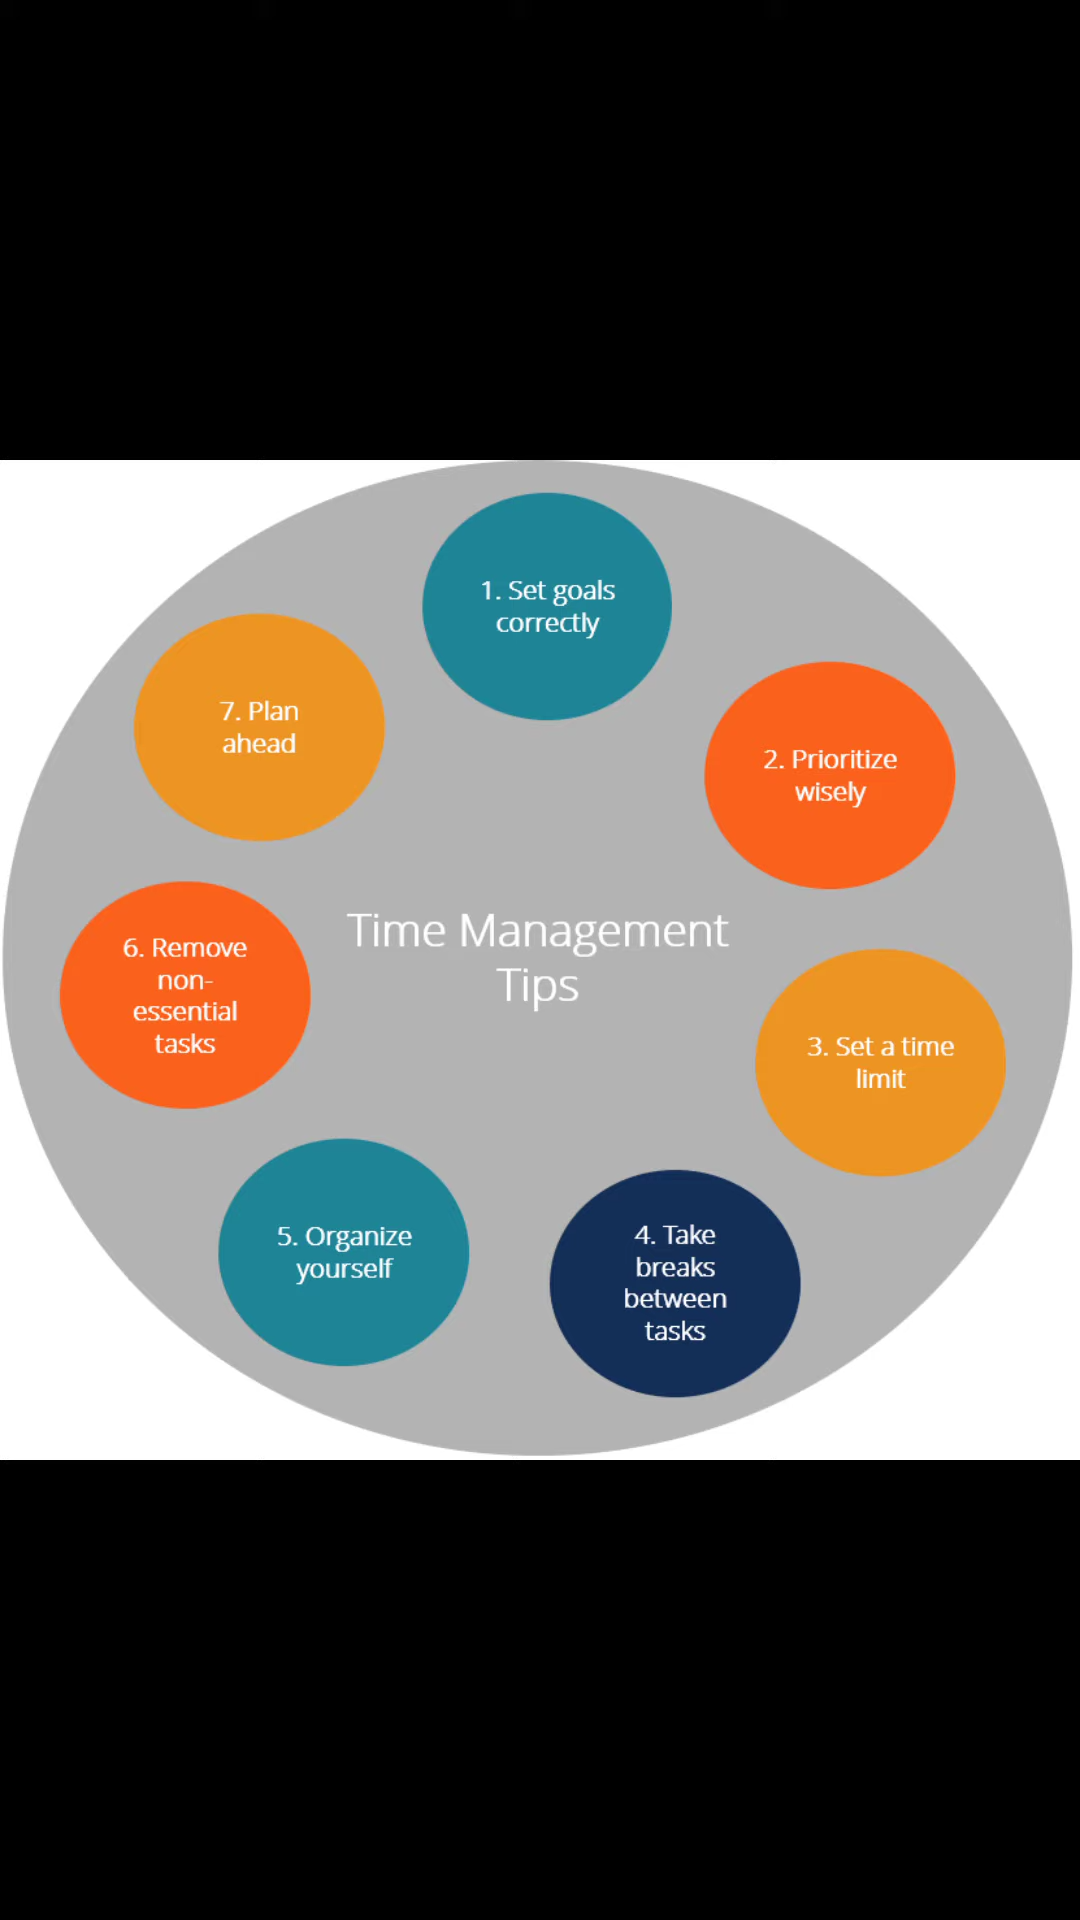 Time Management
Tips
1. Set goals
correctly
2. Prioritize
wisely
3. Set a time
limit
4. Take
breaks
between
tasks
5. Organize
yourself
6. Remove
non-
essential
tasks
7. Plan
ahead